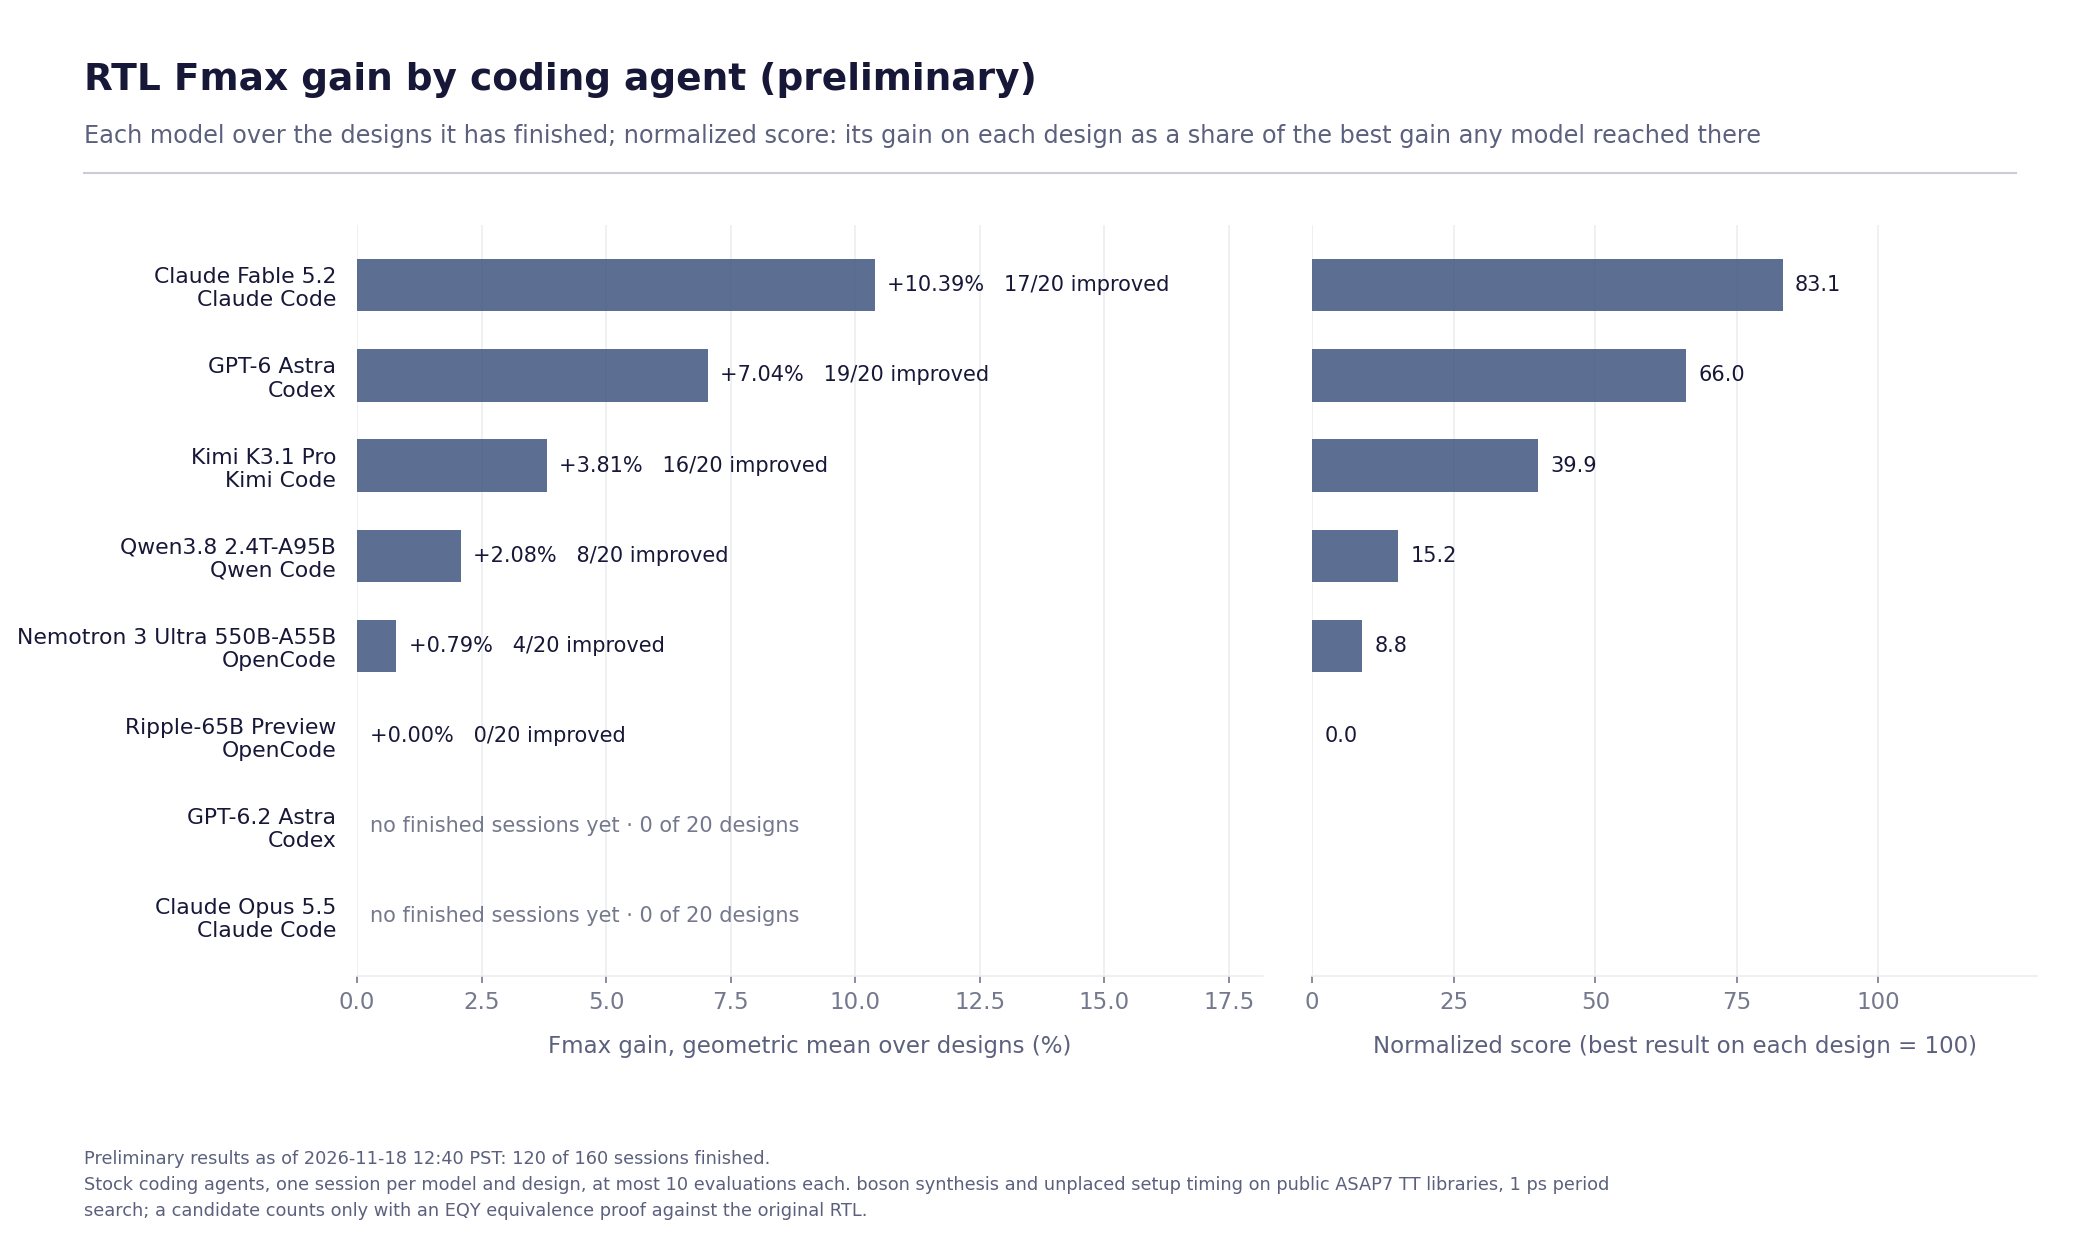 RTL Fmax gain by coding agent (preliminary)
Each model over the designs it has finished; normalized score: its gain on each design as a share of the best gain any model reached there
Claude Fable 5.2
Claude Code
+10.39% 17/20 improved
83.1
GPT-6 Astra
Codex
+7.04% 19/20 improved
66.0
Kimi K3.1 Pro
Kimi Code
+3.81% 16/20 improved
39.9
Qwen3.8 2.4T-A95B
Qwen Code
+2.08% 8/20 improved
15.2
Nemotron 3 Ultra 550B-A55B
OpenCode
+0.79% 4/20 improved
8.8
Ripple-65B Preview
OpenCode
+0.00% 0/20 improved
0.0
GPT-6.2 Astra
Codex
no finished sessions yet · 0 of 20 designs
Claude Opus 5.5
Claude Code
no finished sessions yet · 0 of 20 designs
0.0 2.5 5.0 7.5 10.0 12.5 15.0 17.5
0 25 50 75 100
Fmax gain, geometric mean over designs (%)
Normalized score (best result on each design = 100)
Preliminary results as of 2026-11-18 12:40 PST: 120 of 160 sessions finished.
Stock coding agents, one session per model and design, at most 10 evaluations each. boson synthesis and unplaced setup timing on public ASAP7 TT libraries, 1 ps period
search; a candidate counts only with an EQY equivalence proof against the original RTL.